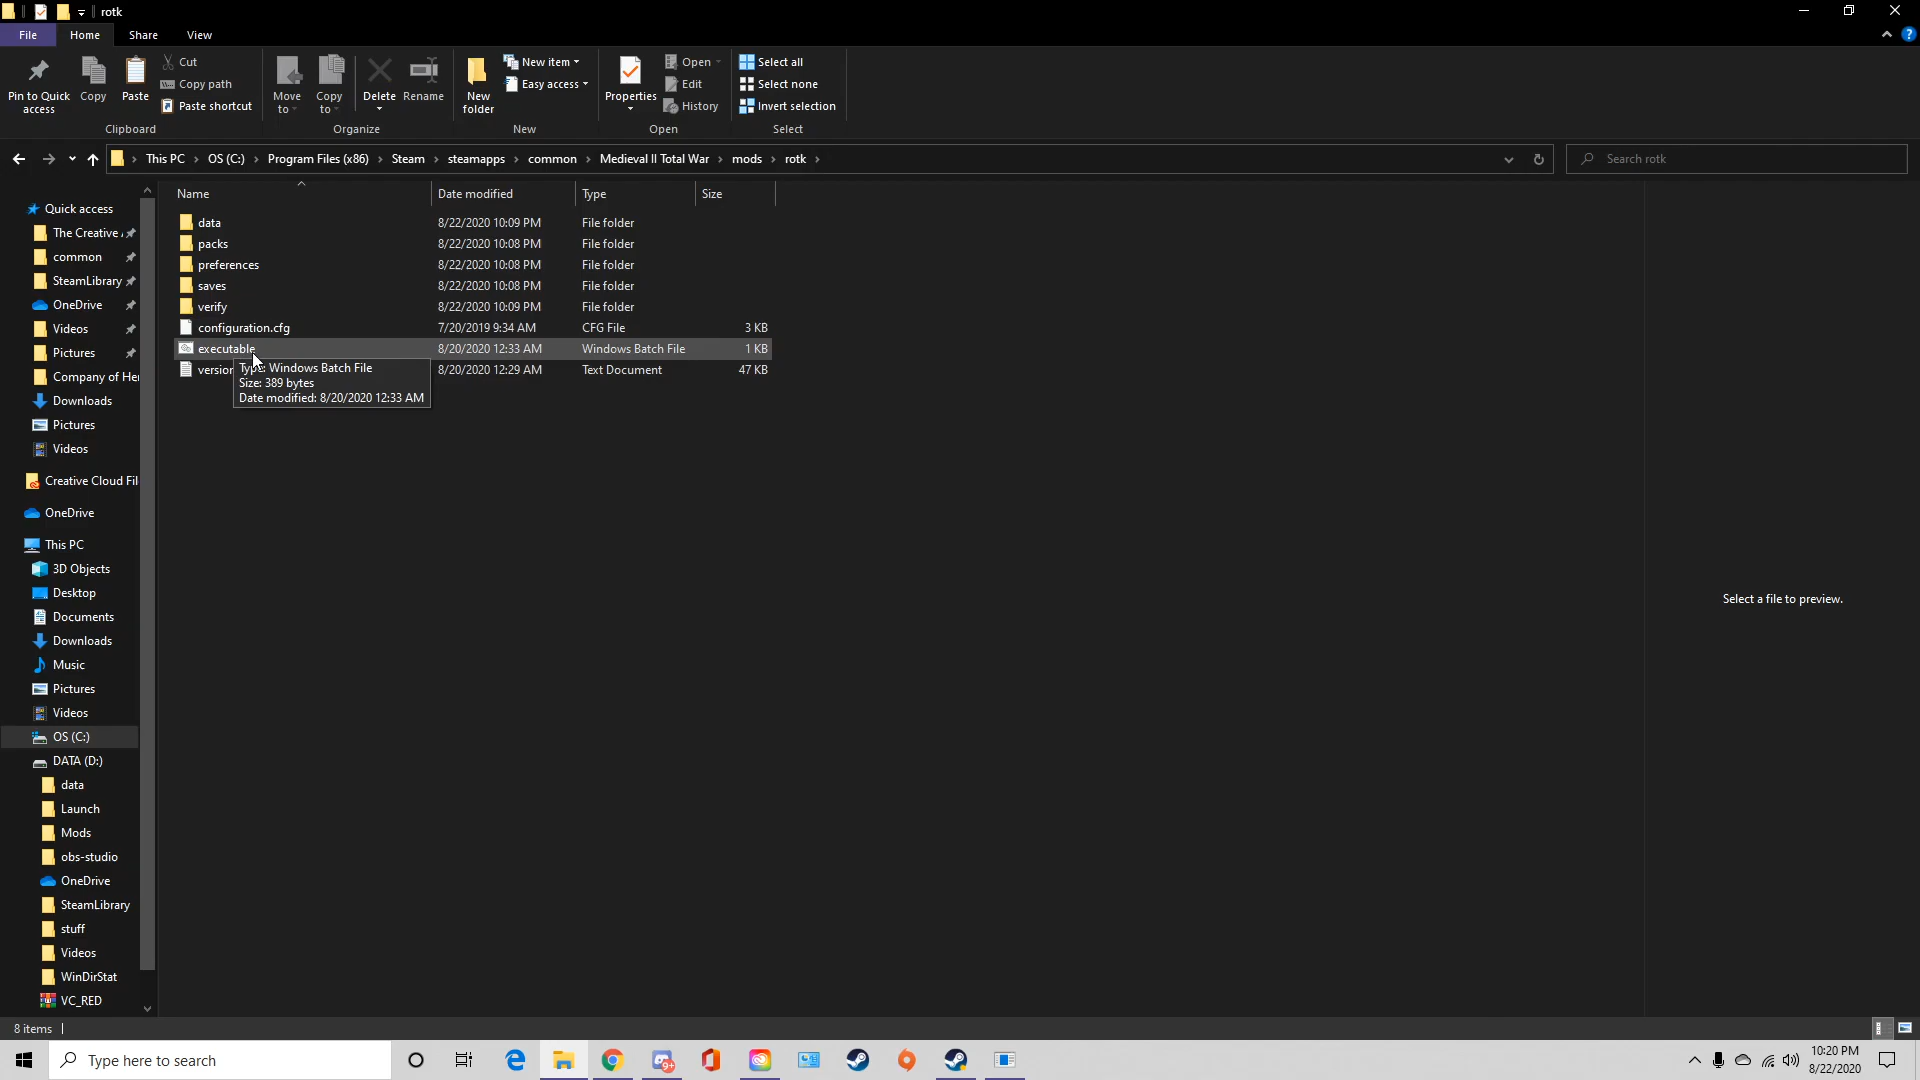 rotk
File Home Share View
Pin to Quick access
Copy
Paste
Cut
Copy path
Paste shortcut
Clipboard
Move to
Copy to
Delete
Rename
Organize
New folder
New item
Easy access
New
Properties
Open
Edit
History
Open
Select all
Select none
Invert selection
Select
This PC > OS (C:) > Program Files (x86) > Steam > steamapps > common > Medieval II Total War > mods > rotk >
Search rotk
Name Date modified Type Size
data 8/22/2020 10:09 PM File folder
packs 8/22/2020 10:08 PM File folder
preferences 8/22/2020 10:08 PM File folder
saves 8/22/2020 10:08 PM File folder
verify 8/22/2020 10:09 PM File folder
configuration.cfg 7/20/2019 9:34 AM CFG File 3 KB
executable 8/20/2020 12:33 AM Windows Batch File 1 KB
version 8/20/2020 12:29 AM Text Document 47 KB
Type: Windows Batch File
Size: 389 bytes
Date modified: 8/20/2020 12:33 AM
Quick access
The Creative
common
SteamLibrary
OneDrive
Videos
Pictures
Company of Her
Downloads
Pictures
Videos
Creative Cloud Fil
OneDrive
This PC
3D Objects
Desktop
Documents
Downloads
Music
Pictures
Videos
OS (C:)
DATA (D:)
data
Launch
Mods
obs-studio
OneDrive
SteamLibrary
stuff
Videos
WinDirStat
VC_RED
Select a file to preview.
8 items
Type here to search
9+
10:20 PM
8/22/2020